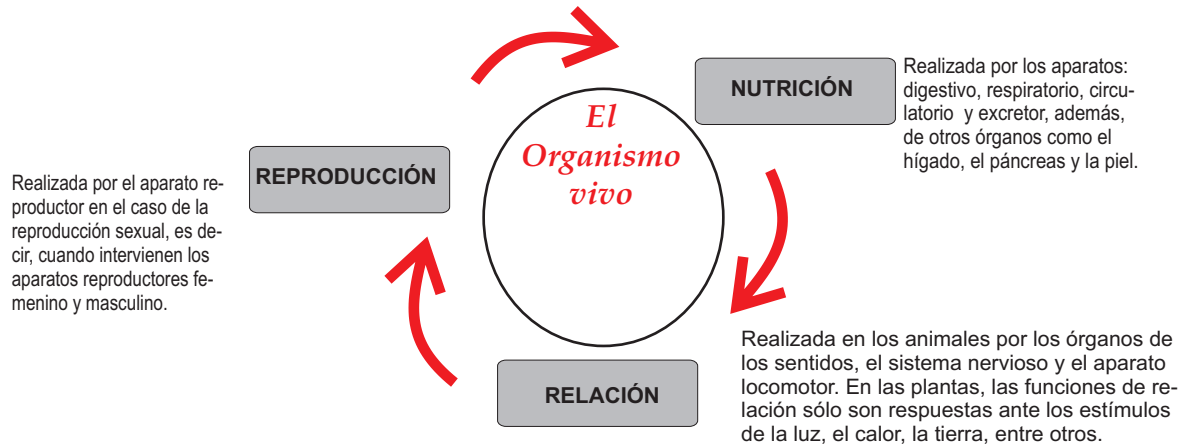 El
Organismo
vivo
NUTRICIÓN
Realizada por los aparatos:
digestivo, respiratorio, circu-
latorio y excretor, además,
de otros órganos como el
hígado, el páncreas y la piel.
RELACIÓN
Realizada en los animales por los órganos de
los sentidos, el sistema nervioso y el aparato
locomotor. En las plantas, las funciones de re-
lación sólo son respuestas ante los estímulos
de la luz, el calor, la tierra, entre otros.
REPRODUCCIÓN
Realizada por el aparato re-
productor en el caso de la
reproducción sexual, es de-
cir, cuando intervienen los
aparatos reproductores fe-
menino y masculino.